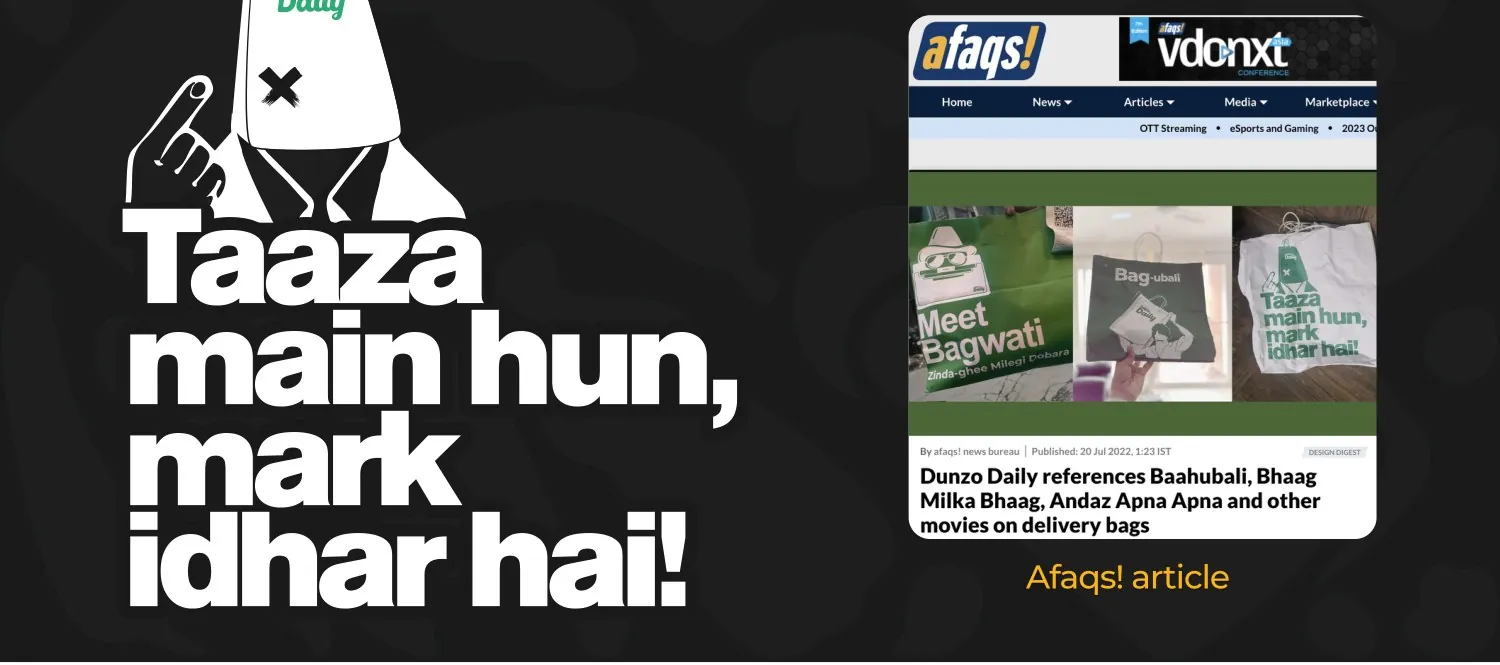 Daily
Taaza
main hun,
mark
idhar hai!
afaqs!
afaqs!
vdonxt
asia
CONFERENCE
Home
News
Articles
Media
Marketplace
OTT Streaming • eSports and Gaming • 2023
Meet
Bagwati
Zinda-ghee Milegi Dobara
Bag-ubali
Daily
Taaza
main hun,
mark
idhar hai!
By afaqs! news bureau | Published: 20 Jul 2022, 1:23 IST
DESIGN DIGEST
Dunzo Daily references Baahubali, Bhaag
Milka Bhaag, Andaz Apna Apna and other
movies on delivery bags
Afaqs! article